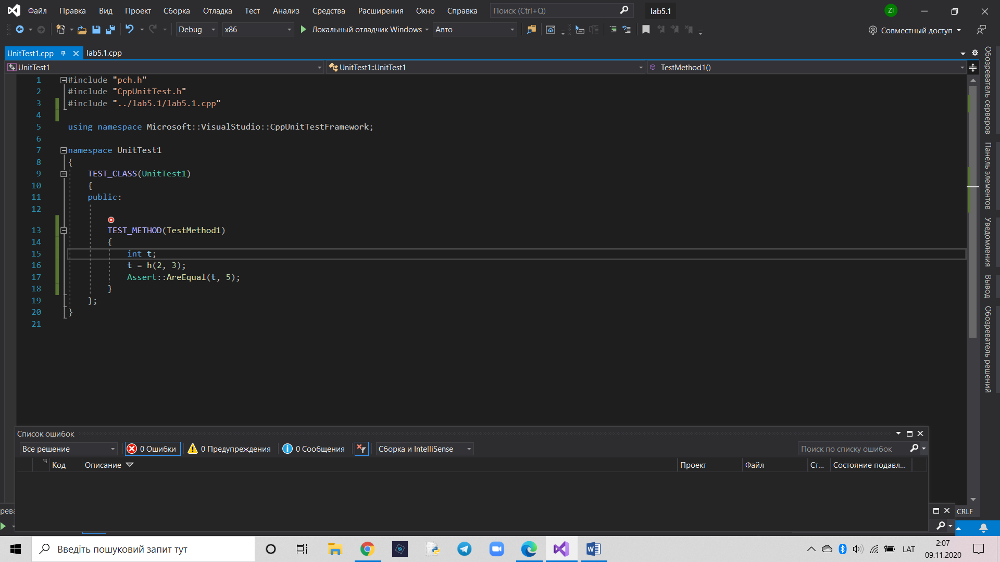 Файл Правка Вид Проект Сборка Отладка Тест Анализ Средства Расширения Окно Справка Поиск (Ctrl+Q) lab5.1 ZI
Debug x86 Локальный отладчик Windows Авто Совместный доступ
UnitTest1.cpp lab5.1.cpp
UnitTest1 UnitTest1::UnitTest1 TestMethod1()
1 #include "pch.h"
2 #include "CppUnitTest.h"
3 #include "../lab5.1/lab5.1.cpp"
4
5 using namespace Microsoft::VisualStudio::CppUnitTestFramework;
6
7 namespace UnitTest1
8 {
9 TEST_CLASS(UnitTest1)
10 {
11 public:
12
13 TEST_METHOD(TestMethod1)
14 {
15 int t;
16 t = h(2, 3);
17 Assert::AreEqual(t, 5);
18 }
19 };
20 }
21
Обозреватель серверов
Панель элементов
Уведомления
Вывод
Обозреватель решений
Список ошибок
Все решение 0 Ошибки 0 Предупреждения 0 Сообщения Сборка и IntelliSense Поиск по списку ошибок
Код Описание Проект Файл Ст... Состояние подавл...
CRLF
Введіть пошуковий запит тут
LAT
2:07
09.11.2020